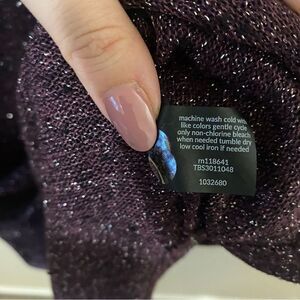 machine wash cold with
like colors gentle cycle
only non-chlorine bleach
when needed tumble dry
low cool iron if needed
rn118641
TBS3011048
1032680